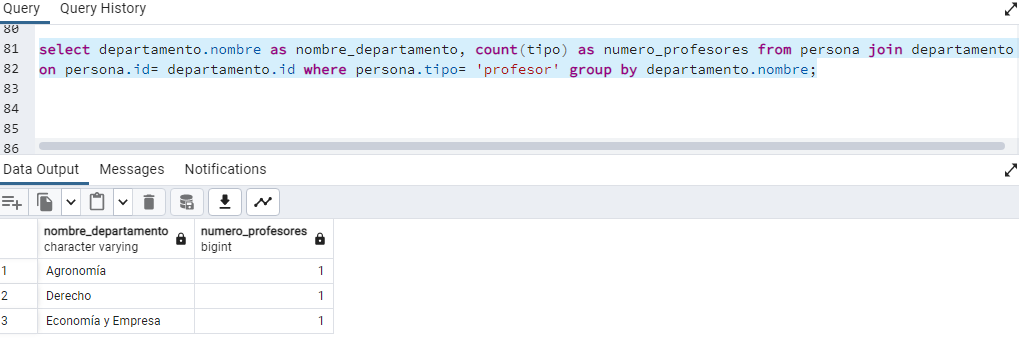 Query Query History
80
81 select departamento.nombre as nombre_departamento, count(tipo) as numero_profesores from persona join departamento
82 on persona.id= departamento.id where persona.tipo= 'profesor' group by departamento.nombre;
83
84
85
86
Data Output Messages Notifications
nombre_departamento numero_profesores
character varying bigint
1 Agronomía 1
2 Derecho 1
3 Economía y Empresa 1